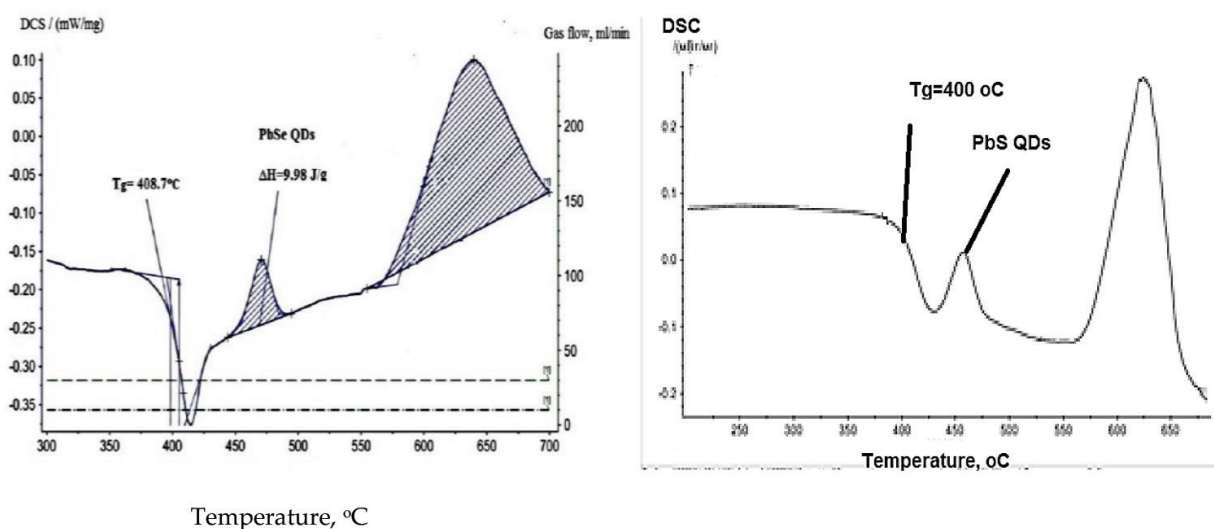 DCS / (mW/mg)
Gas flow, ml/min
0.10
0.05
0.00
-0.05
-0.10
-0.15
-0.20
-0.25
-0.30
-0.35
200
150
100
50
0
PbSe QDs
ΔH=9.98 J/g
Tg= 408.7°C
300 350 400 450 500 550 600 650 700
Temperature, °C
DSC
Tg=400 oC
PbS QDs
0.2
0.1
0.0
-0.1
-0.2
250 300 350 400 450 500 550 600 650
Temperature, oC